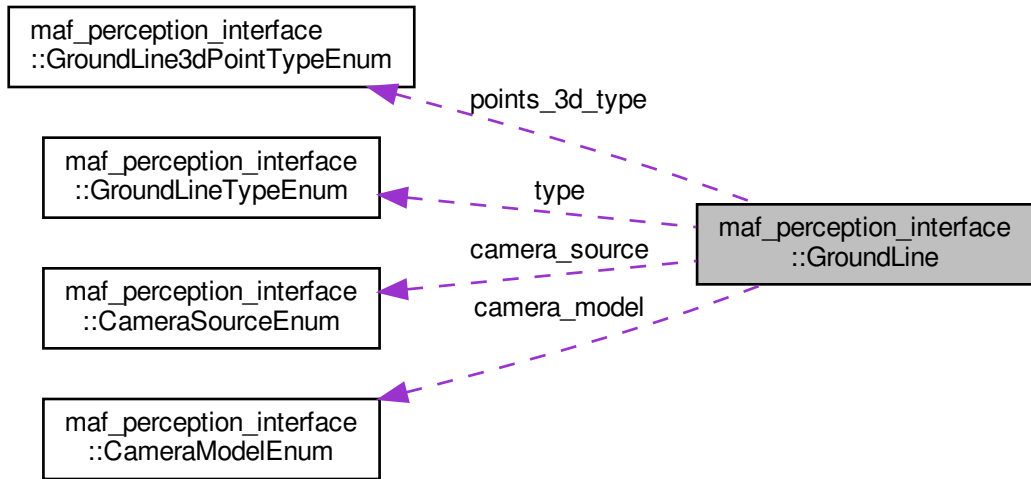 maf_perception_interface
::GroundLine3dPointTypeEnum
points_3d_type
maf_perception_interface
::GroundLineTypeEnum
type
maf_perception_interface
::GroundLine
camera_source
maf_perception_interface
::CameraSourceEnum
camera_model
maf_perception_interface
::CameraModelEnum